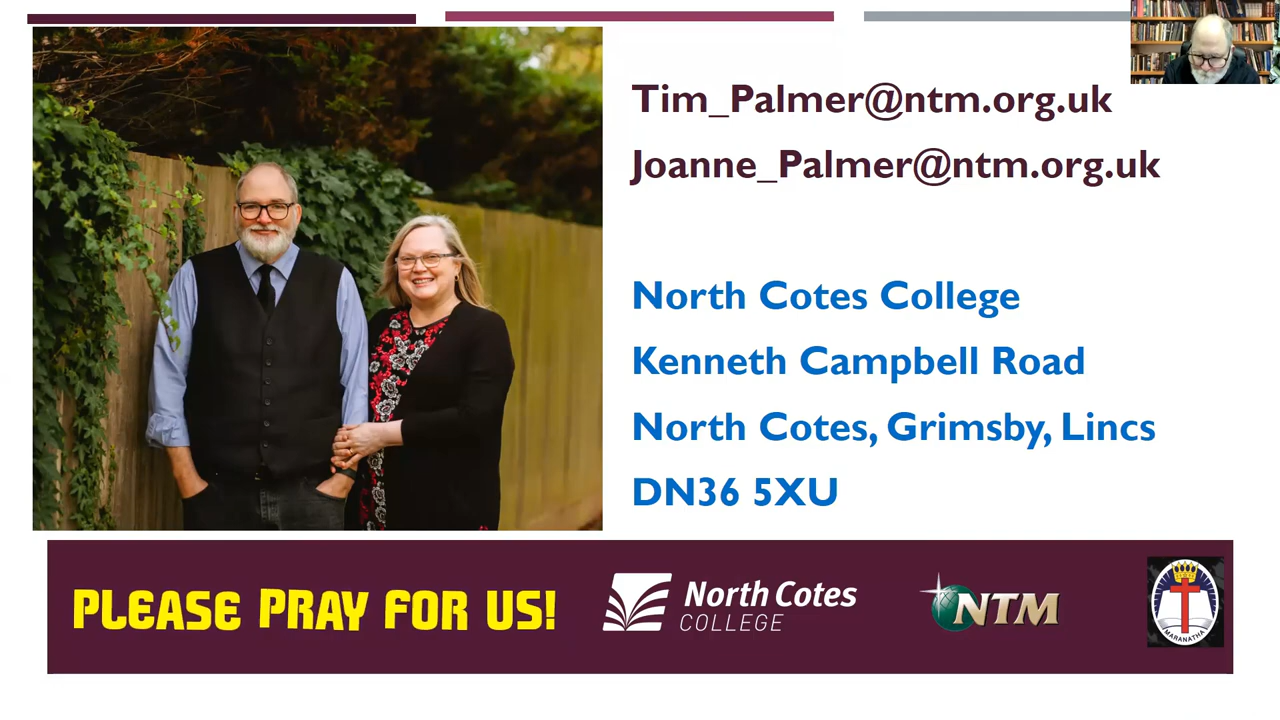 Tim_Palmer@ntm.org.uk
Joanne_Palmer@ntm.org.uk
North Cotes College
Kenneth Campbell Road
North Cotes, Grimsby, Lincs
DN36 5XU
PLEASE PRAY FOR US!
North Cotes
COLLEGE
NTM
MARANATHA